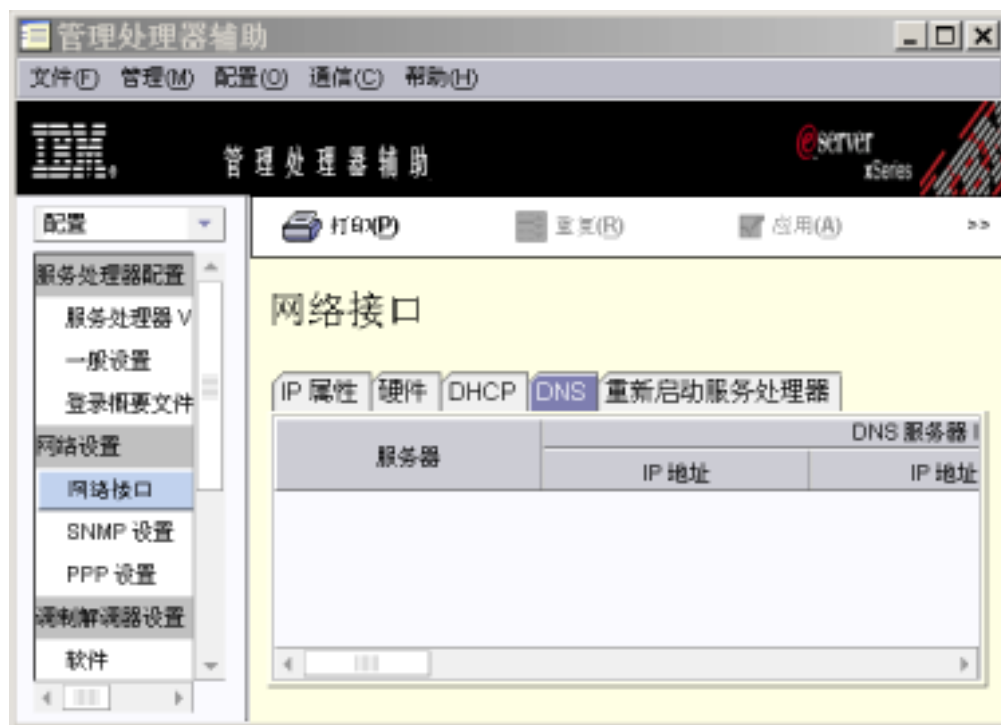 管理处理器辅助
文件(F) 管理(M) 配置(O) 通信(C) 帮助(H)
IBM. 管理处理器辅助 eserver
xSeries
配置 打印(P) 重复(R) 应用(A) >>
服务处理器配置
服务处理器 V
一般设置
登录概要文件
网络设置
网络接口
SNMP 设置
PPP 设置
调制解调器设置
软件
网络接口
IP 属性 硬件 DHCP DNS 重新启动服务处理器
服务器 DNS 服务器 I
IP 地址 IP 地址